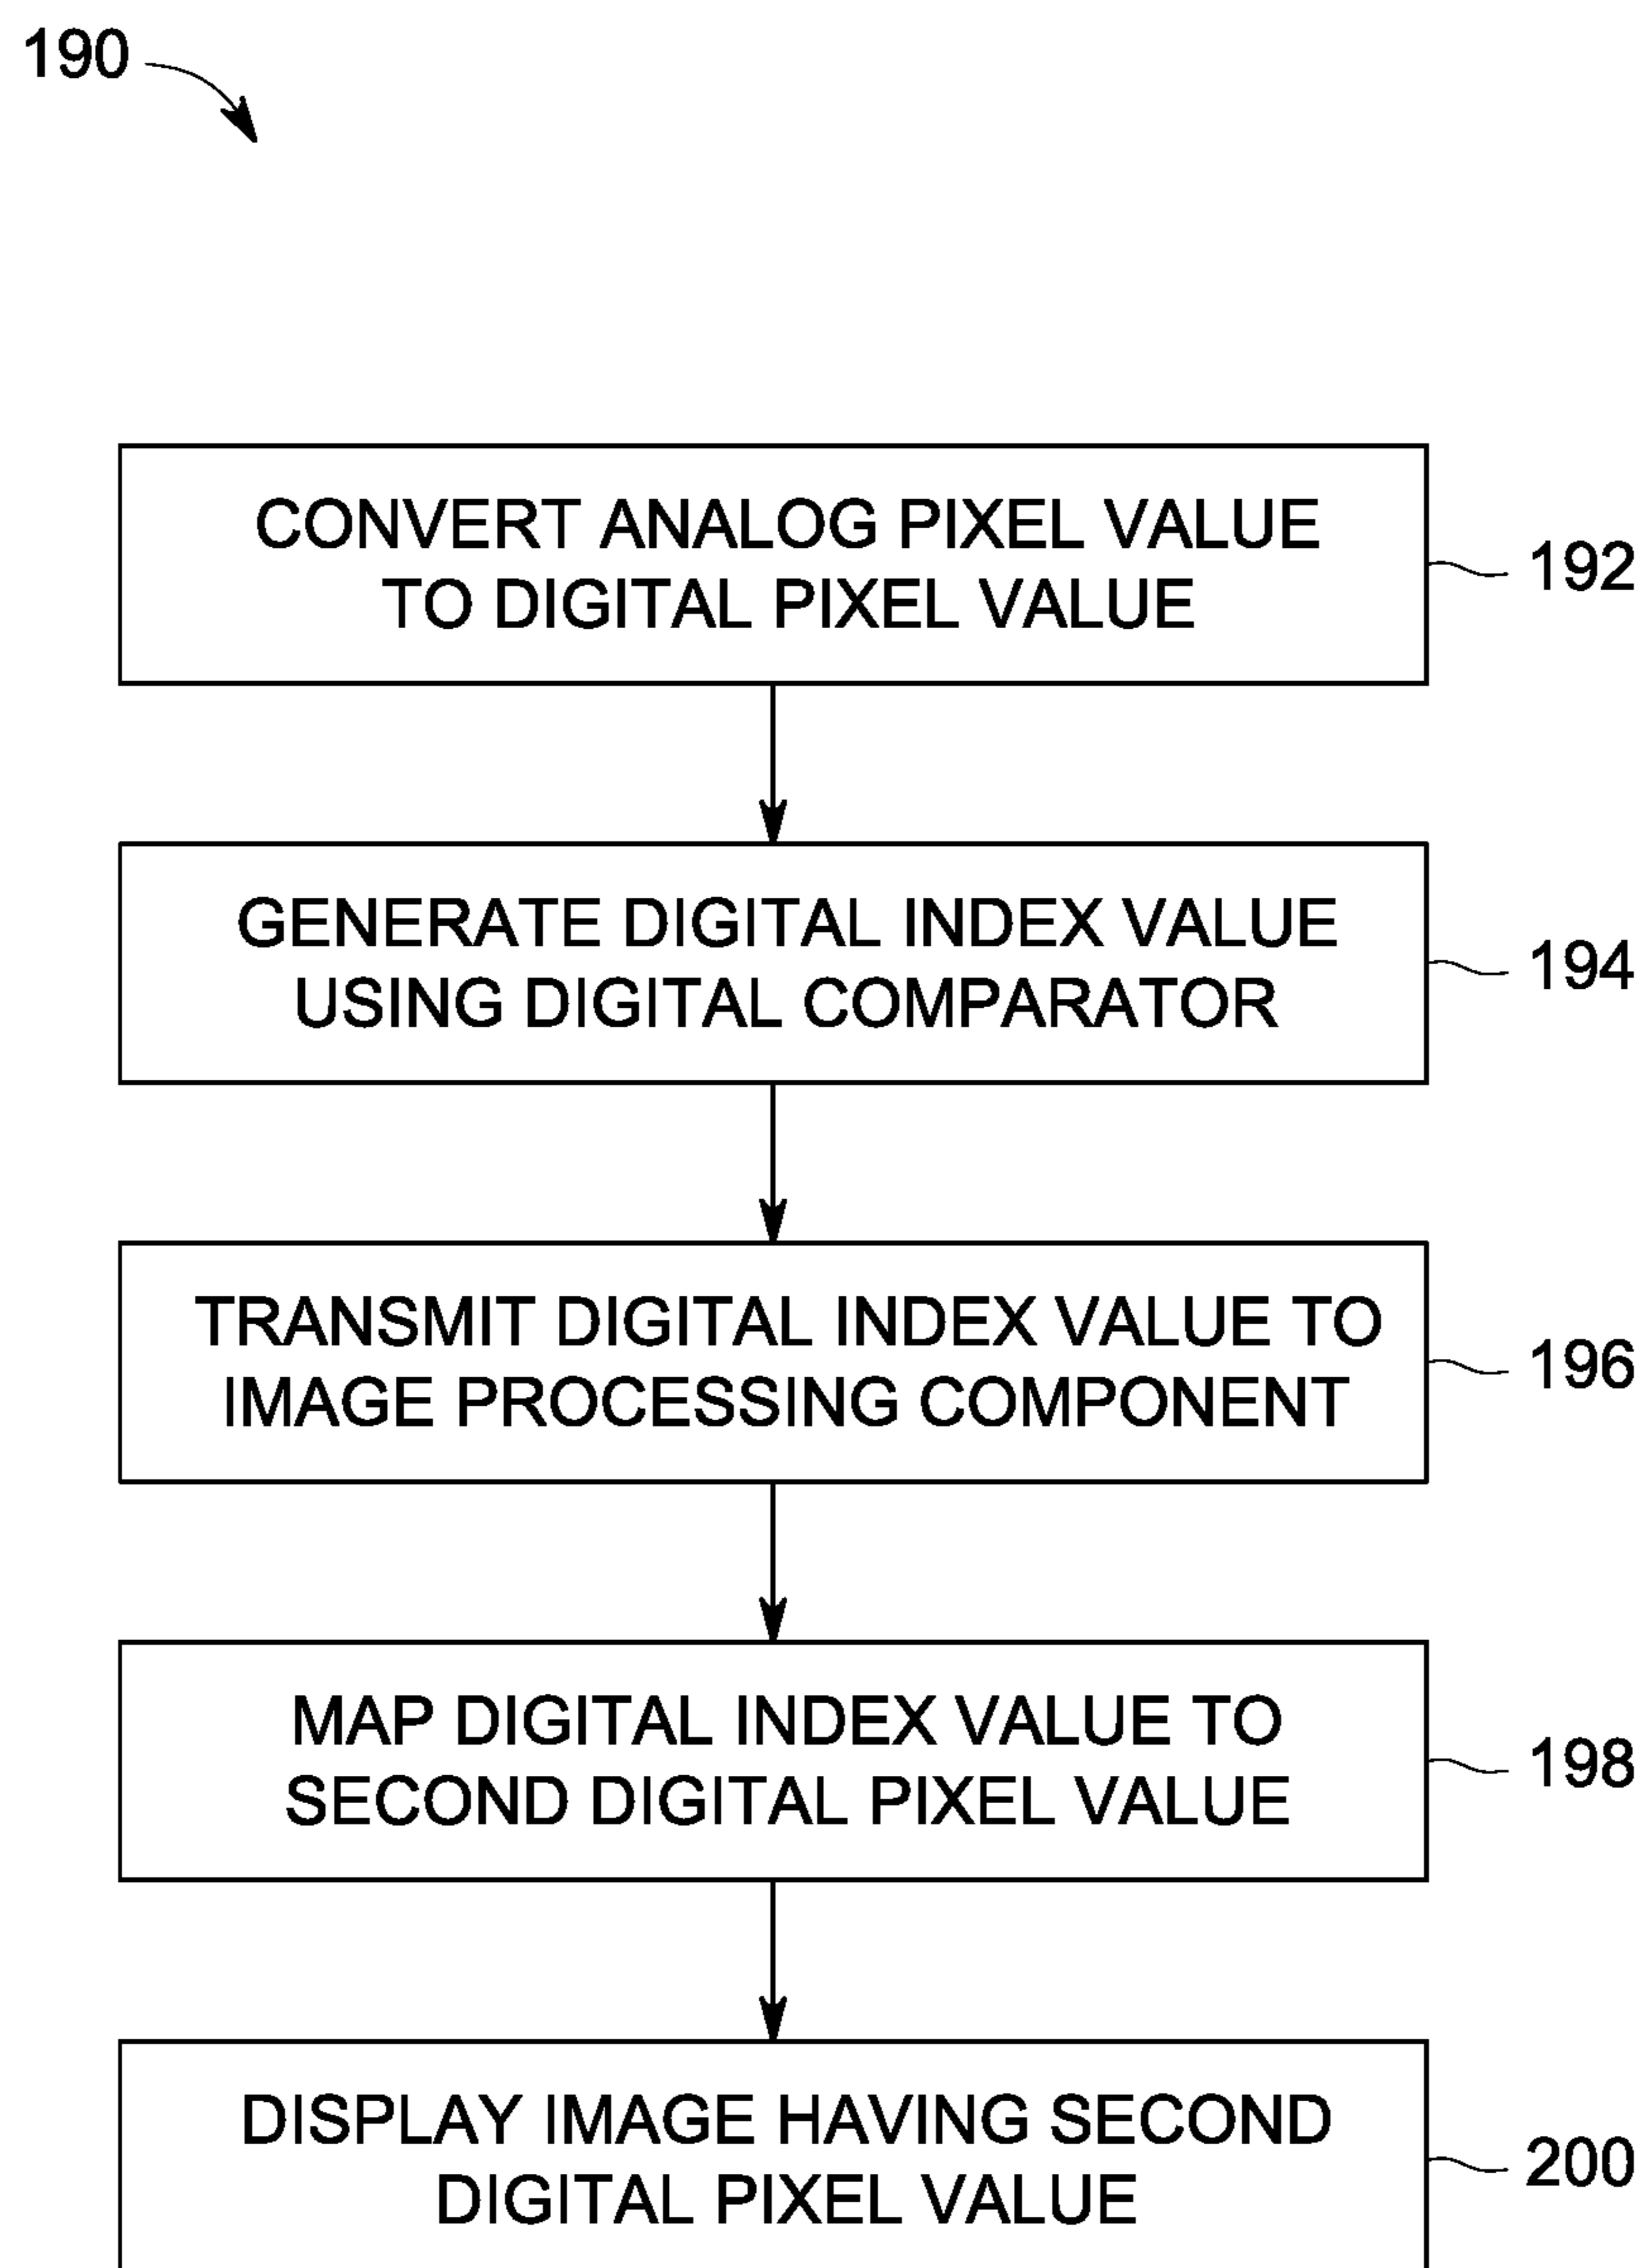 190
CONVERT ANALOG PIXEL VALUE
TO DIGITAL PIXEL VALUE
192
GENERATE DIGITAL INDEX VALUE
USING DIGITAL COMPARATOR
194
TRANSMIT DIGITAL INDEX VALUE TO
IMAGE PROCESSING COMPONENT
196
MAP DIGITAL INDEX VALUE TO
SECOND DIGITAL PIXEL VALUE
198
DISPLAY IMAGE HAVING SECOND
DIGITAL PIXEL VALUE
200